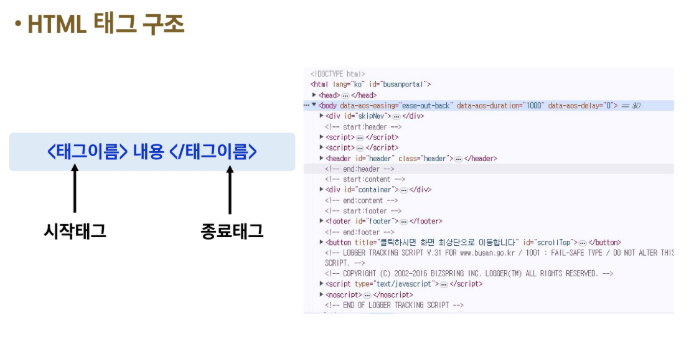 • HTML 태그 구조
<태그이름> 내용 </태그이름>
시작태그
종료태그
<!DOCTYPE html>
<html lang="ko" id="busanportal">
▶ <head>⋯</head>
⋯ ▼ <body data-aos-easing="ease-out-back" data-aos-duration="1000" data-aos-delay="0"> == $0
▶ <div id="skipNav">⋯</div>
<!-- start:header -->
▶ <script>⋯</script>
▶ <script>⋯</script>
▶ <header id="header" class="header">⋯</header>
<!-- end:header -->
<!-- start:content -->
▶ <div id="container">⋯</div>
<!-- end:content -->
<!-- start:footer -->
▶ <footer id="footer">⋯</footer>
<!-- end:footer -->
▶ <button title="클릭하시면 화면 최상단으로 이동합니다" id="scrollTop">⋯</button>
<!-- LOGGER TRACKING SCRIPT V.31 FOR www.busan.go.kr / 1001 : FAIL-SAFE TYPE / DO NOT ALTER THIS
SCRIPT. -->
<!-- COPYRIGHT (C) 2002-2016 BIZSPRING INC. LOGGER(TM) ALL RIGHTS RESERVED. -->
▶ <script type="text/javascript">⋯</script>
▶ <noscript>⋯</noscript>
<!-- END OF LOGGER TRACKING SCRIPT -->